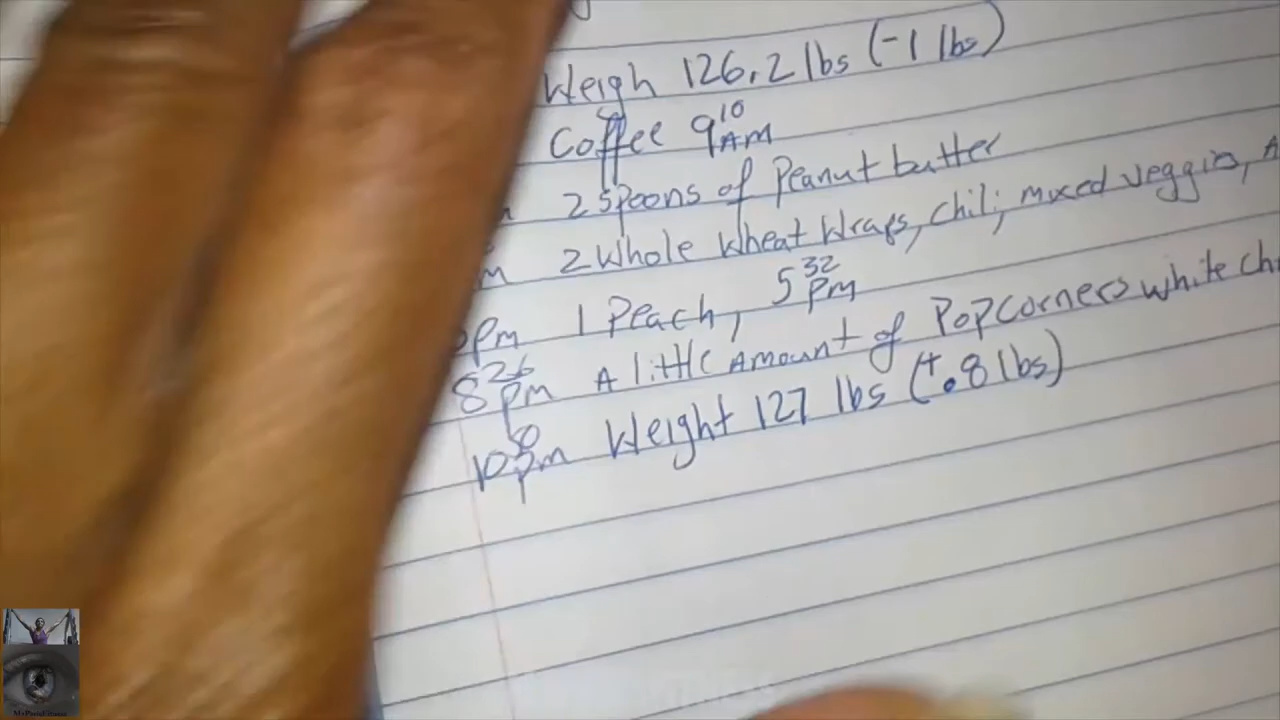 Weigh 126.2 lbs (-1 lbs)
Coffee 9 10 AM
2 spoons of Peanut butter
2 Whole Wheat Wraps, Chili, mixed veggies, A
pm 1 Peach, 5 32 pm
8 26 pm A little Amount of Popcorners white ch
10 pm Weight 127 lbs (+.8 lbs)